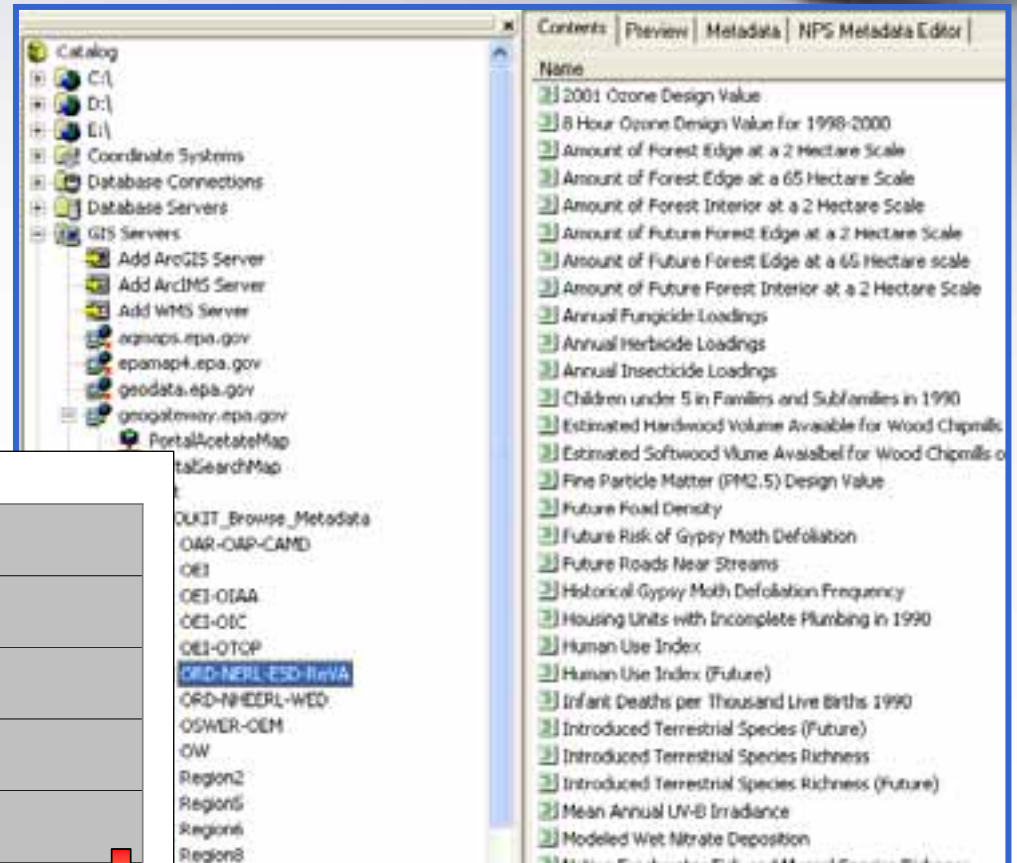 Catalog
C:\
D:\
E:\
Coordinate Systems
Database Connections
Database Servers
GIS Servers
Add ArcGIS Server
Add ArcIMS Server
Add WMS Server
aqmaps.epa.gov
epamap4.epa.gov
geodata.epa.gov
geogateway.epa.gov
PortalAcetateMap
talSearchMap
t
OLKIT_Browse_Metadata
OAR-OAP-CAMD
OEI
OEI-OIAA
OEI-OIC
OEI-OTOP
ORD-NERL-ESD-ReVA
ORD-NHEERL-WED
OSWER-OEM
OW
Region2
Region5
Region6
Region8
Contents Preview Metadata NPS Metadata Editor
Name
2001 Ozone Design Value
8 Hour Ozone Design Value for 1998-2000
Amount of Forest Edge at a 2 Hectare Scale
Amount of Forest Edge at a 65 Hectare Scale
Amount of Forest Interior at a 2 Hectare Scale
Amount of Future Forest Edge at a 2 Hectare Scale
Amount of Future Forest Edge at a 65 Hectare scale
Amount of Future Forest Interior at a 2 Hectare Scale
Annual Fungicide Loadings
Annual Herbicide Loadings
Annual Insecticide Loadings
Children under 5 in Families and Subfamilies in 1990
Estimated Hardwood Volume Avaiable for Wood Chipmills
Estimated Softwood Vlume Avaialbel for Wood Chipmills o
Fine Particle Matter (PM2.5) Design Value
Future Foad Density
Future Risk of Gypsy Moth Defoliation
Future Roads Near Streams
Historical Gypsy Moth Defoliation Frequency
Housing Units with Incomplete Plumbing in 1990
Human Use Index
Human Use Index (Future)
Infant Deaths per Thousand Live Births 1990
Introduced Terrestrial Species (Future)
Introduced Terrestrial Species Richness
Introduced Terrestrial Species Richness (Future)
Mean Annual UV-B Irradiance
Modeled Wet Nitrate Deposition